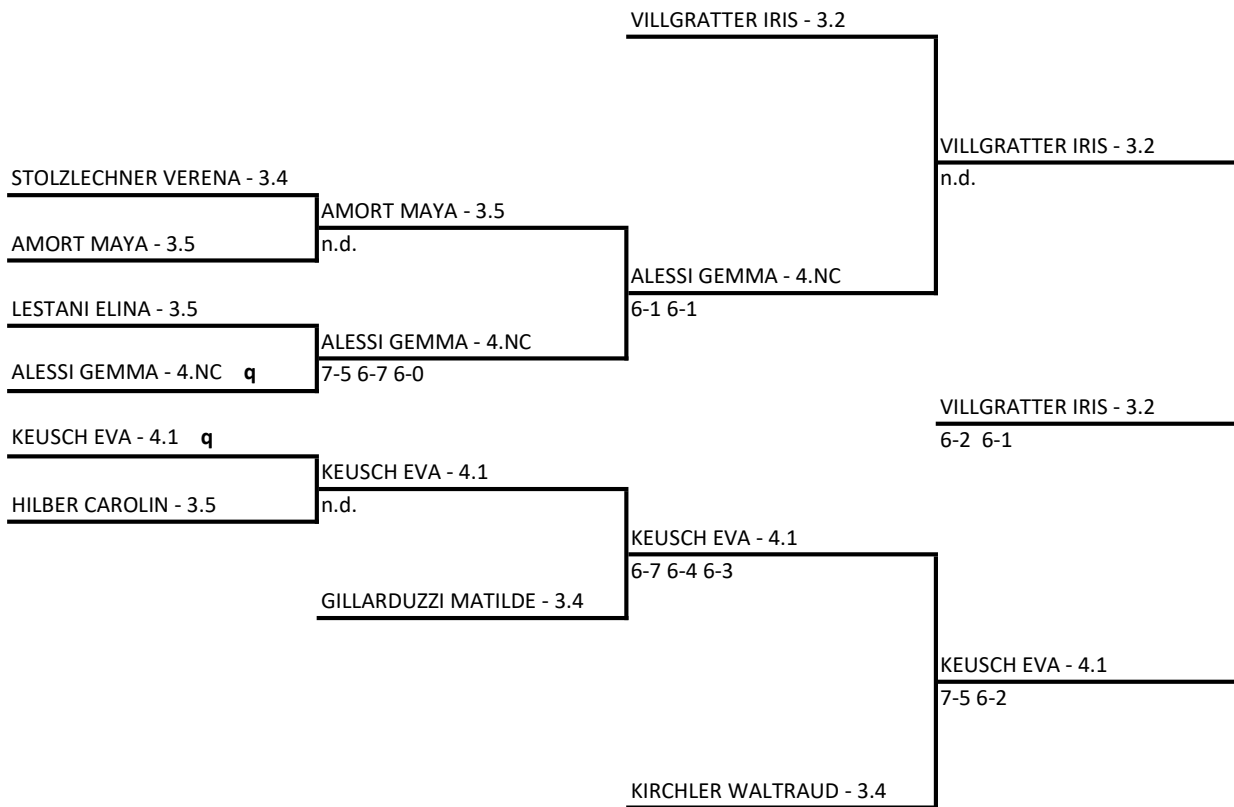 VILLGRATTER IRIS - 3.2
VILLGRATTER IRIS - 3.2
STOLZLECHNER VERENA - 3.4
n.d.
AMORT MAYA - 3.5
AMORT MAYA - 3.5
n.d.
ALESSI GEMMA - 4.NC
LESTANI ELINA - 3.5
6-1 6-1
ALESSI GEMMA - 4.NC
ALESSI GEMMA - 4.NC q
7-5 6-7 6-0
VILLGRATTER IRIS - 3.2
KEUSCH EVA - 4.1 q
6-2 6-1
KEUSCH EVA - 4.1
HILBER CAROLIN - 3.5
n.d.
KEUSCH EVA - 4.1
6-7 6-4 6-3
GILLARDUZZI MATILDE - 3.4
KEUSCH EVA - 4.1
7-5 6-2
KIRCHLER WALTRAUD - 3.4